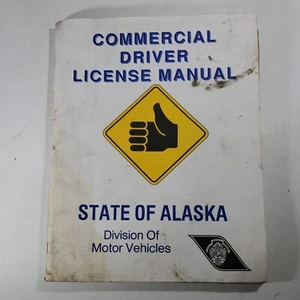 COMMERCIAL
DRIVER
LICENSE MANUAL
STATE OF ALASKA
Division Of
Motor Vehicles